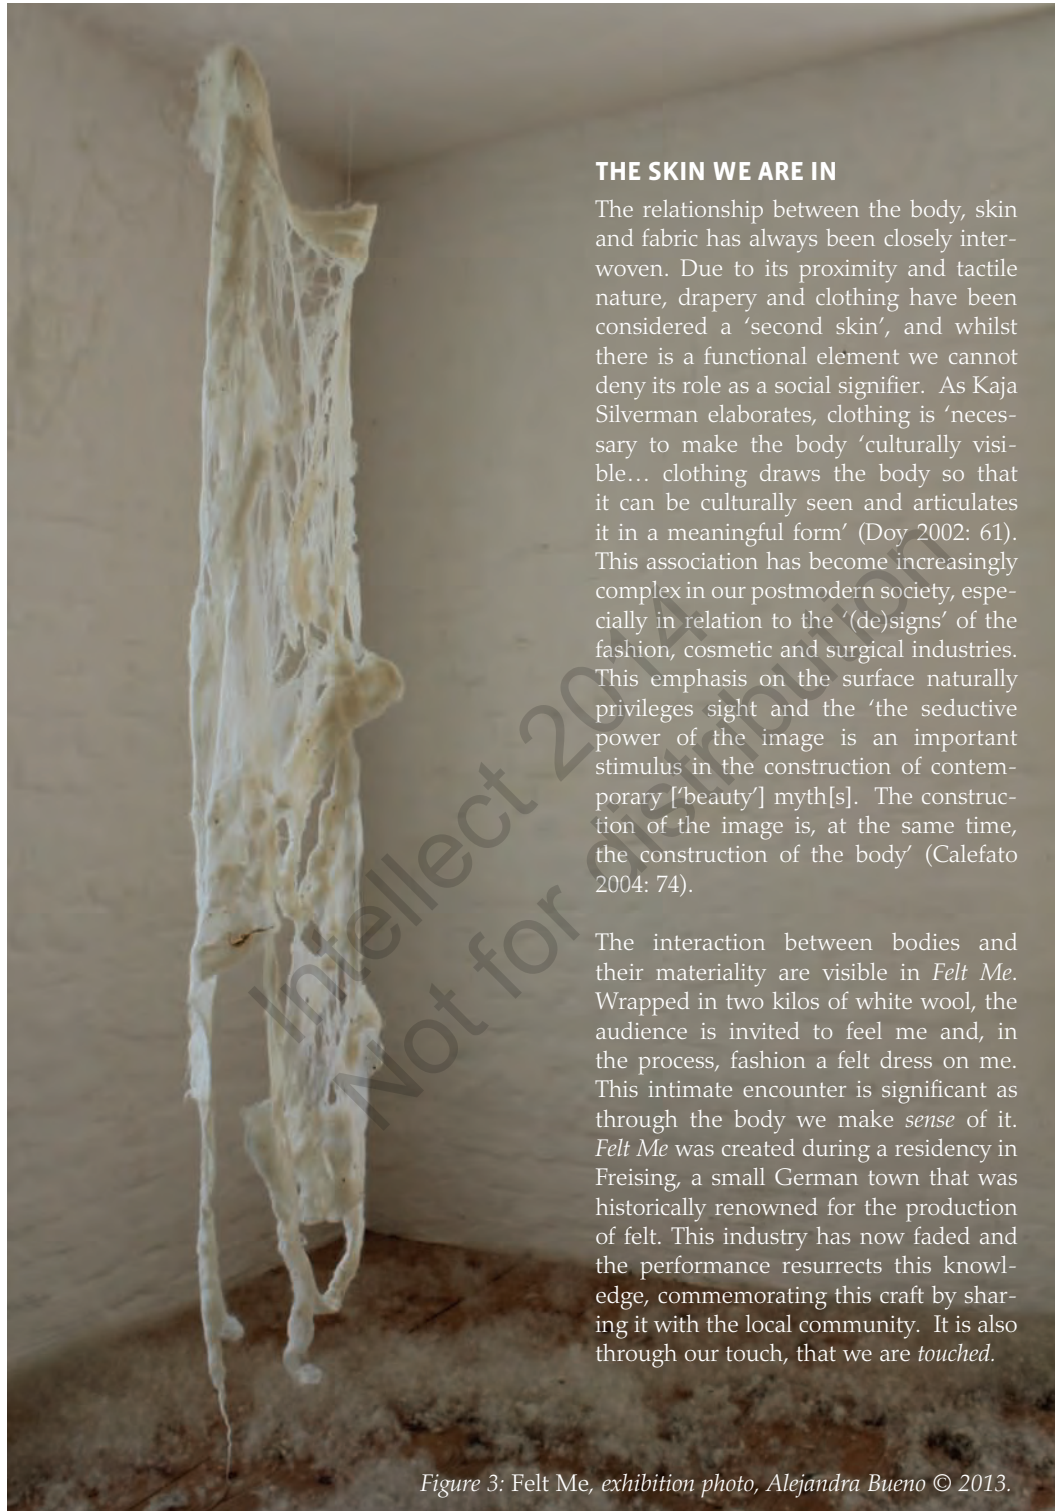 THE SKIN WE ARE IN
The relationship between the body, skin
and fabric has always been closely inter-
woven. Due to its proximity and tactile
nature, drapery and clothing have been
considered a ‘second skin’, and whilst
there is a functional element we cannot
deny its role as a social signifier. As Kaja
Silverman elaborates, clothing is ‘neces-
sary to make the body ‘culturally visi-
ble… clothing draws the body so that
it can be culturally seen and articulates
it in a meaningful form’ (Doy 2002: 61).
This association has become increasingly
complex in our postmodern society, espe-
cially in relation to the ‘(de)signs’ of the
fashion, cosmetic and surgical industries.
This emphasis on the surface naturally
privileges sight and the ‘the seductive
power of the image is an important
stimulus in the construction of contem-
porary [‘beauty’] myth[s]. The construc-
tion of the image is, at the same time,
the construction of the body’ (Calefato
2004: 74).
The interaction between bodies and
their materiality are visible in Felt Me.
Wrapped in two kilos of white wool, the
audience is invited to feel me and, in
the process, fashion a felt dress on me.
This intimate encounter is significant as
through the body we make sense of it.
Felt Me was created during a residency in
Freising, a small German town that was
historically renowned for the production
of felt. This industry has now faded and
the performance resurrects this knowl-
edge, commemorating this craft by shar-
ing it with the local community. It is also
through our touch, that we are touched.
Intellect 2014
Not for distribution
Figure 3: Felt Me, exhibition photo, Alejandra Bueno © 2013.